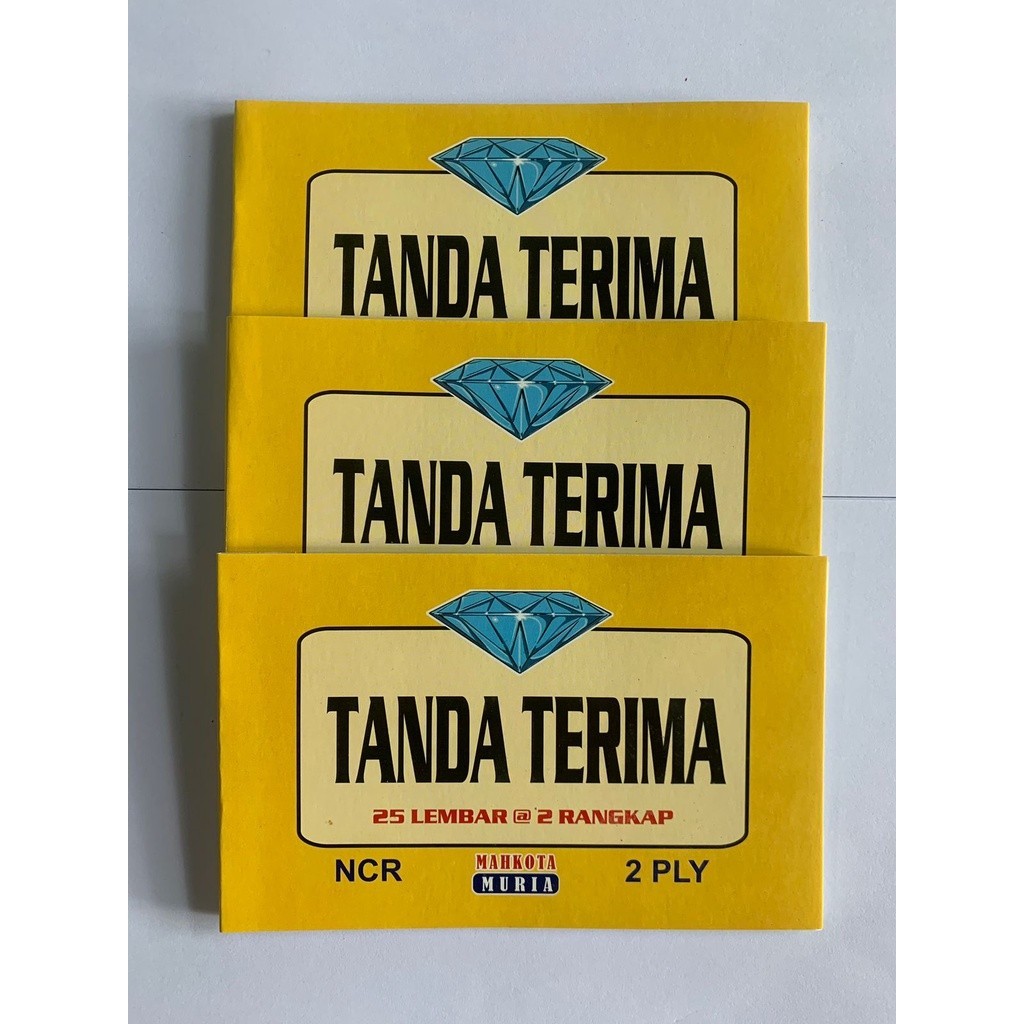 TANDA TERIMA
TANDA TERIMA
TANDA TERIMA
25 LEMBAR @ 2 RANGKAP
NCR MAHKOTA MURIA 2 PLY